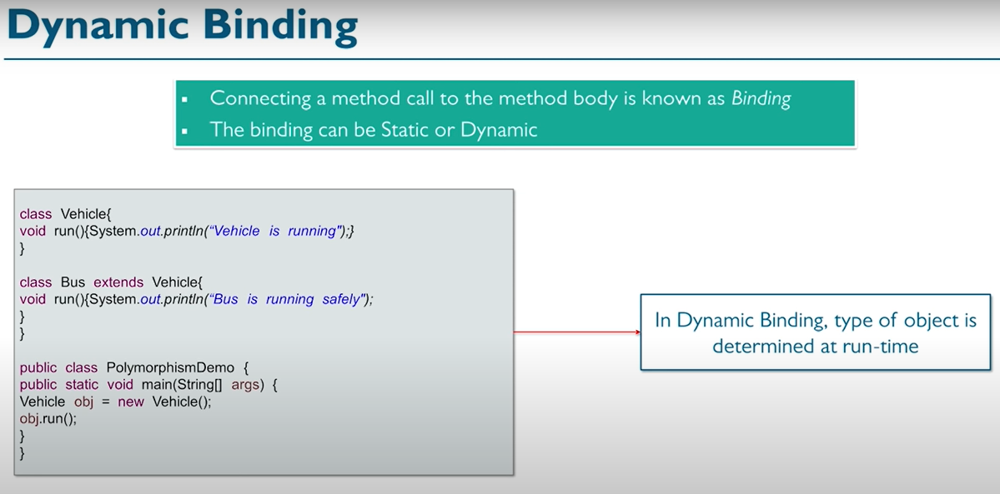 Dynamic Binding
▪ Connecting a method call to the method body is known as Binding
▪ The binding can be Static or Dynamic
class Vehicle{
void run(){System.out.println(“Vehicle is running");}
}
class Bus extends Vehicle{
void run(){System.out.println(“Bus is running safely");
}
}
public class PolymorphismDemo {
public static void main(String[] args) {
Vehicle obj = new Vehicle();
obj.run();
}
}
In Dynamic Binding, type of object is
determined at run-time